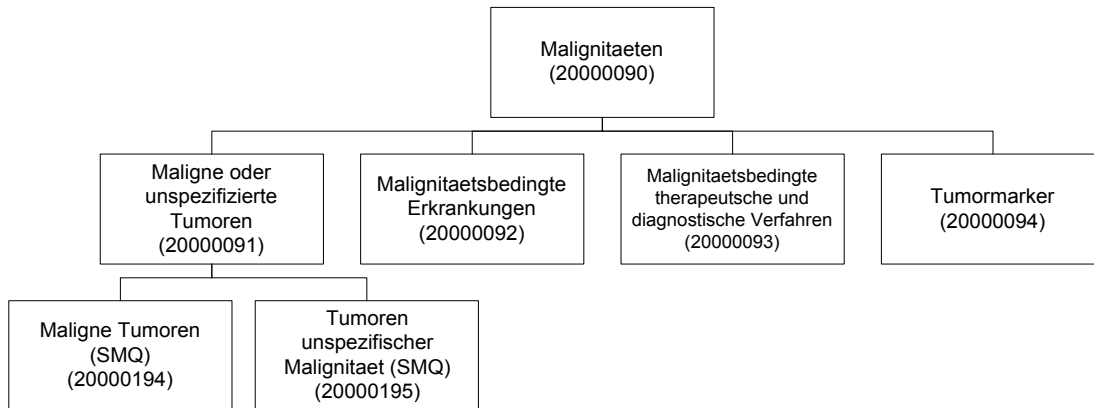 Malignitaeten
(20000090)
Maligne oder
unspezifizierte
Tumoren
(20000091)
Malignitaetsbedingte
Erkrankungen
(20000092)
Malignitaetsbedingte
therapeutsche und
diagnostische Verfahren
(20000093)
Tumormarker
(20000094)
Maligne Tumoren
(SMQ)
(20000194)
Tumoren
unspezifischer
Malignitaet (SMQ)
(20000195)